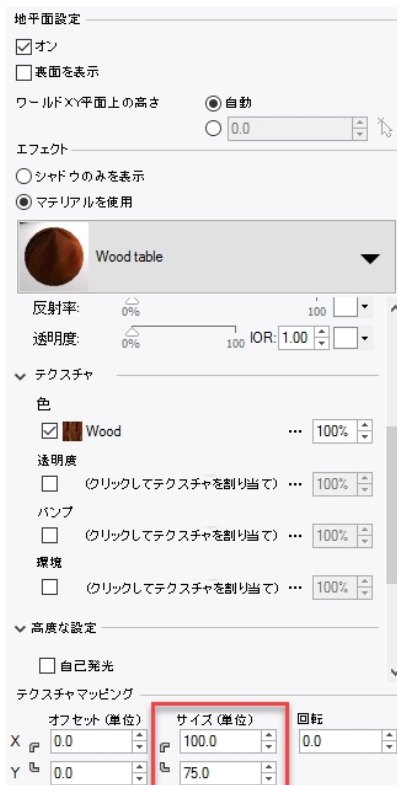 地平面設定
オン
裏面を表示
ワールドXY平面上の高さ 自動
0.0
エフェクト
シャドウのみを表示
マテリアルを使用
Wood table
反射率: 0% 100
透明度: 0% 100 IOR: 1.00
テクスチャ
色
Wood ... 100%
透明度
(クリックしてテクスチャを割り当て) ... 100%
バンプ
(クリックしてテクスチャを割り当て) ... 100%
環境
(クリックしてテクスチャを割り当て) ... 100%
高度な設定
自己発光
テクスチャマッピング
オフセット(単位) サイズ(単位) 回転
X 0.0 100.0 0.0
Y 0.0 75.0